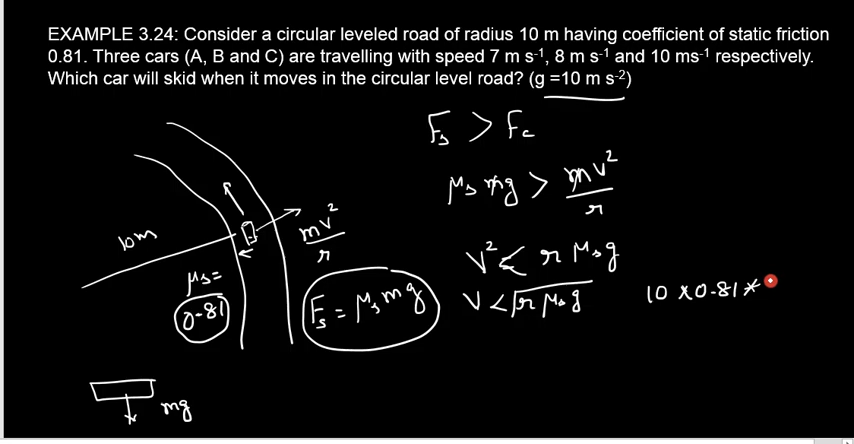 EXAMPLE 3.24: Consider a circular leveled road of radius 10 m having coefficient of static friction
0.81. Three cars (A, B and C) are travelling with speed 7 m s⁻¹, 8 m s⁻¹ and 10 ms⁻¹ respectively.
Which car will skid when it moves in the circular level road? (g =10 m s⁻²)
Fs > Fc
μs mg > mv²/r
10m
mv²/r
v² < r μs g
μs =
0.81
Fs = μs mg
v < √r μs g
10 × 0.81 ×
mg